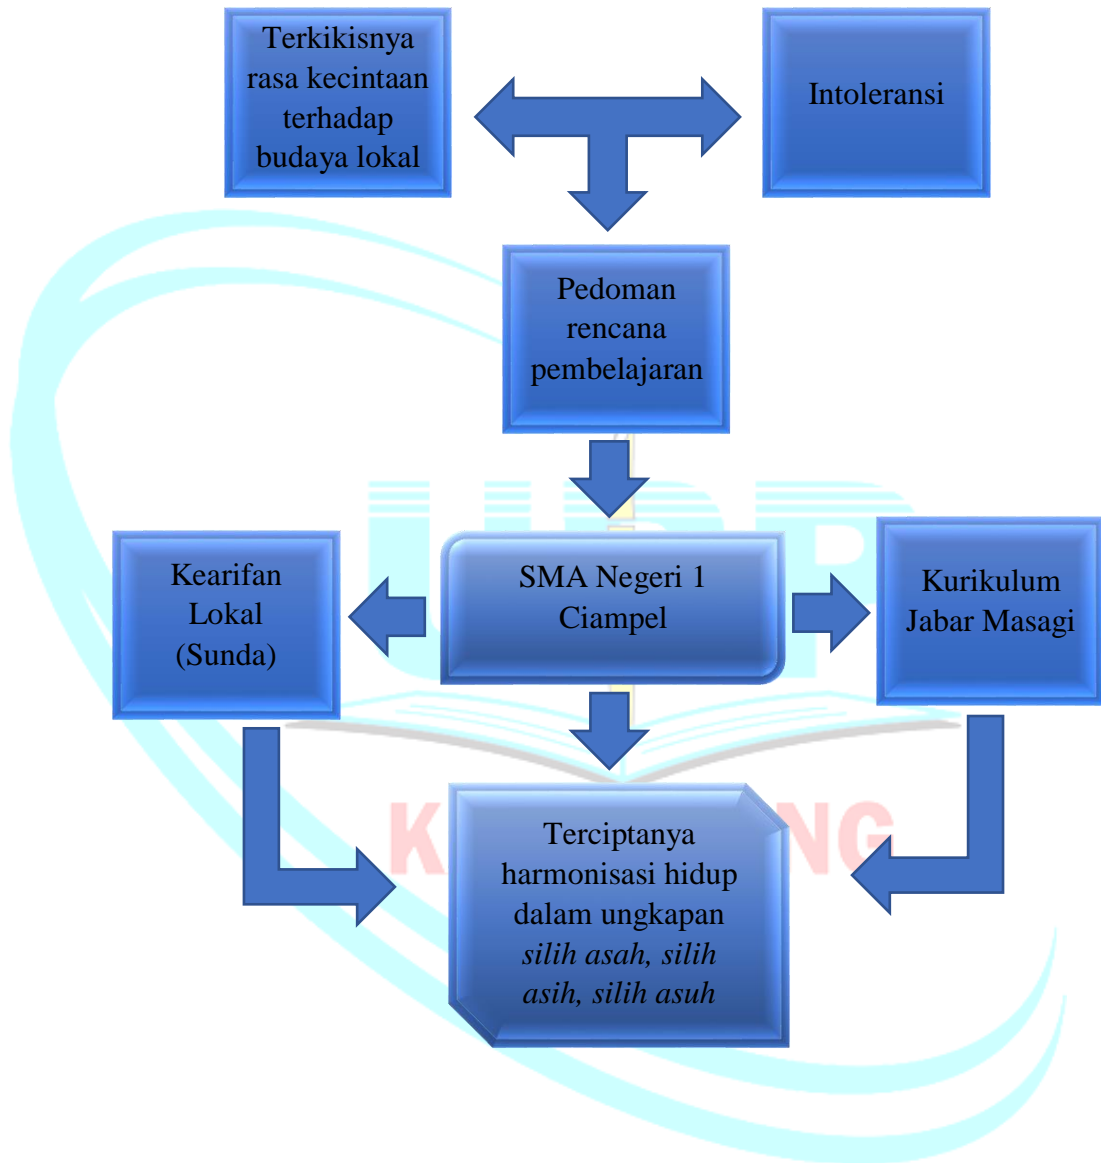 Terkikisnya
rasa kecintaan
terhadap
budaya lokal
Intoleransi
Pedoman
rencana
pembelajaran
Kearifan
Lokal
(Sunda)
SMA Negeri 1
Ciampel
Kurikulum
Jabar Masagi
Terciptanya
harmonisasi hidup
dalam ungkapan
silih asah, silih
asih, silih asuh